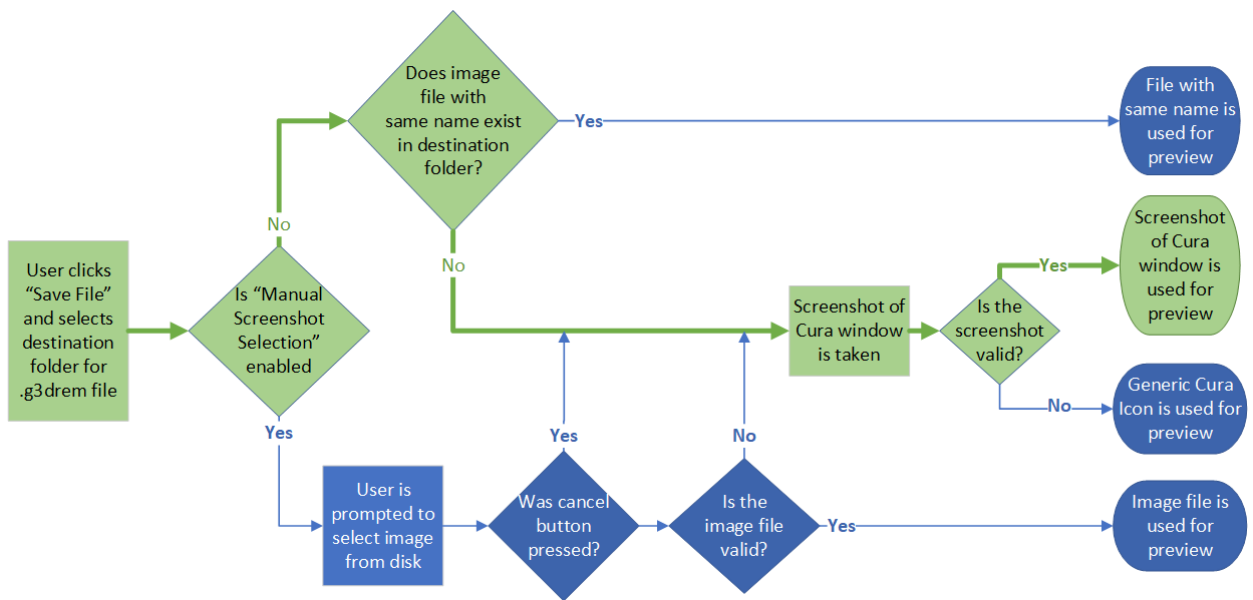 Does image
file with
same name exist
in destination
folder?
Yes
File with
same name is
used for
preview
No
User clicks
“Save File”
and selects
destination
folder for
.g3drem file
Is “Manual
Screenshot
Selection”
enabled
No
Screenshot of
Cura window
is taken
Is the
screenshot
valid?
Yes
Screenshot
of Cura
window is
used for
preview
No
Generic Cura
Icon is used for
preview
Yes
User is
prompted to
select image
from disk
Was cancel
button
pressed?
Yes
Is the
image file
valid?
No
Yes
Image file is
used for
preview